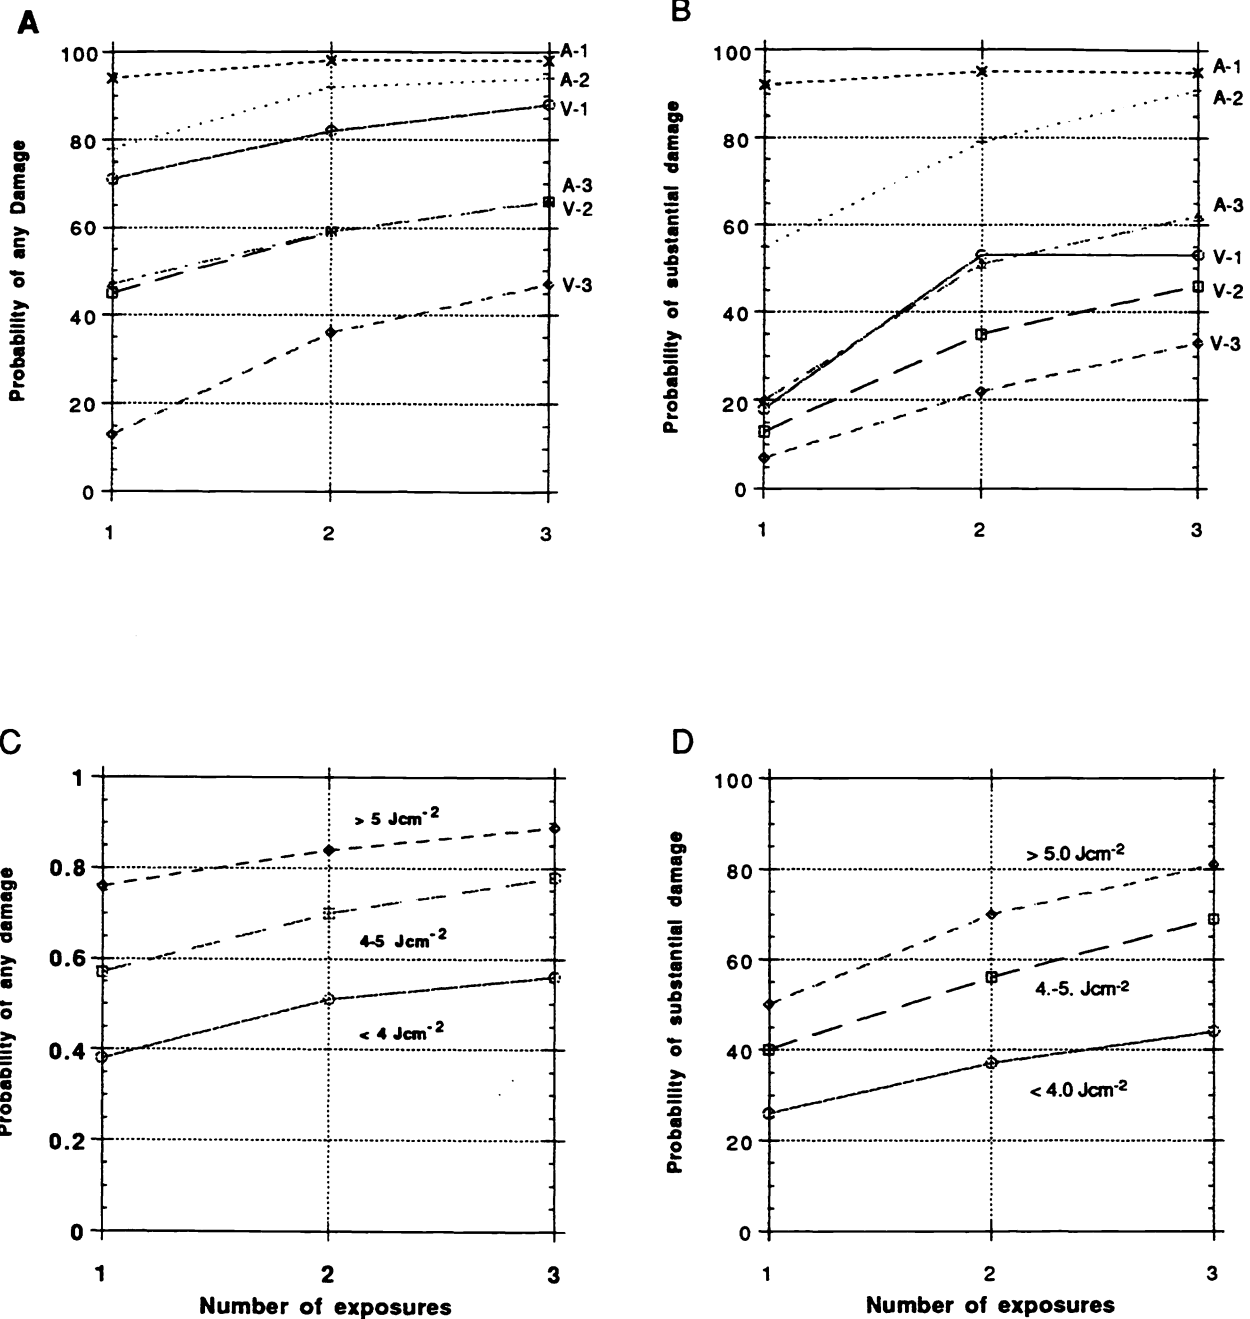 A
Probability of any Damage
100
80
60
40
20
0
1 2 3
A-1
A-2
V-1
A-3
V-2
V-3
B
Probability of substantial damage
100
80
60
40
20
0
1 2 3
A-1
A-2
A-3
V-1
V-2
V-3
C
Probability of any damage
1
0.8
0.6
0.4
0.2
0
> 5 Jcm-2
4-5 Jcm-2
< 4 Jcm-2
1 2 3
Number of exposures
D
Probability of substantial damage
100
80
60
40
20
0
> 5.0 Jcm-2
4.-5. Jcm-2
< 4.0 Jcm-2
1 2 3
Number of exposures